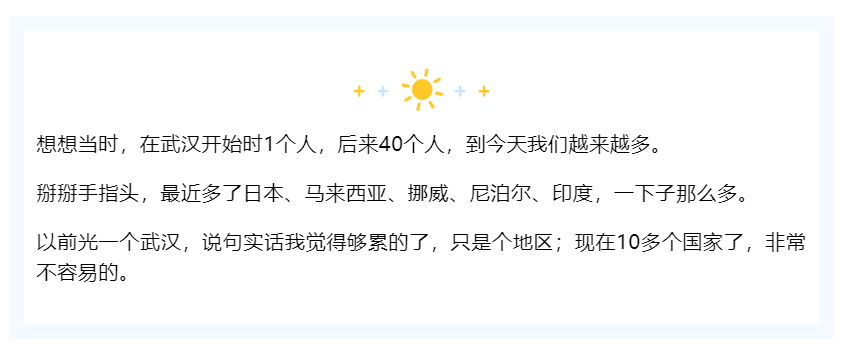 想想当时，在武汉开始时1个人，后来40个人，到今天我们越来越多。
掰掰手指头，最近多了日本、马来西亚、挪威、尼泊尔、印度，一下子那么多。
以前光一个武汉，说句实话我觉得够累的了，只是个地区；现在10多个国家了，非常
不容易的。